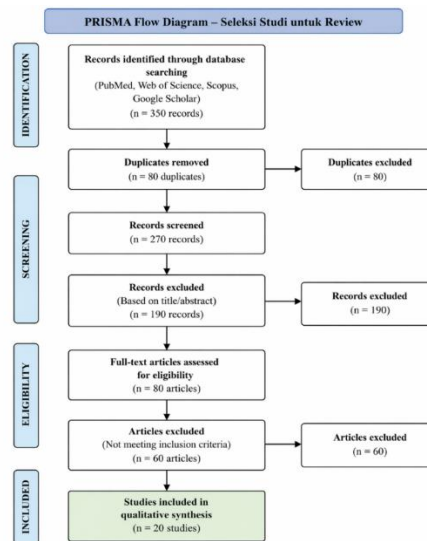 PRISMA Flow Diagram – Seleksi Studi untuk Review
IDENTIFICATION
Records identified through database
searching
(PubMed, Web of Science, Scopus,
Google Scholar)
(n = 350 records)
Duplicates removed
(n = 80 duplicates)
Duplicates excluded
(n = 80)
SCREENING
Records screened
(n = 270 records)
Records excluded
(Based on title/abstract)
(n = 190 records)
Records excluded
(n = 190)
ELIGIBILITY
Full-text articles assessed
for eligibility
(n = 80 articles)
Articles excluded
(Not meeting inclusion criteria)
(n = 60 articles)
Articles excluded
(n = 60)
INCLUDED
Studies included in
qualitative synthesis
(n = 20 studies)